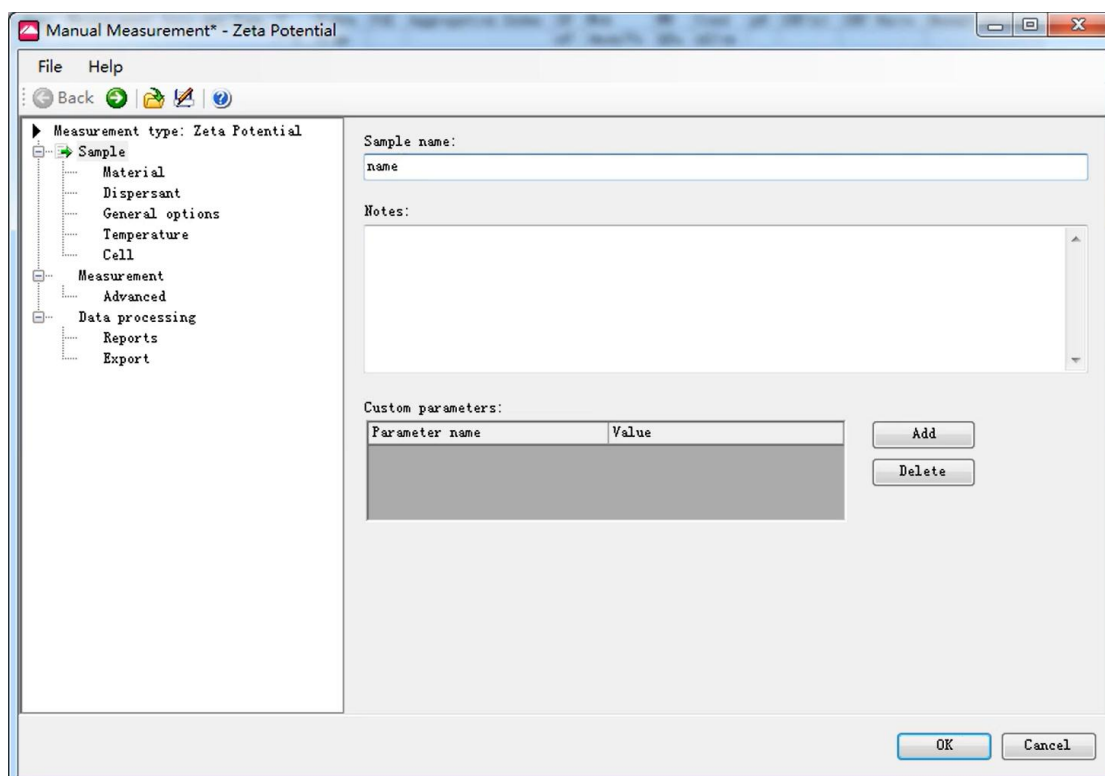 Manual Measurement* - Zeta Potential
File Help
Back
Measurement type: Zeta Potential
Sample
Material
Dispersant
General options
Temperature
Cell
Measurement
Advanced
Data processing
Reports
Export
Sample name:
name
Notes:
Custom parameters:
Parameter name Value
Add
Delete
OK Cancel